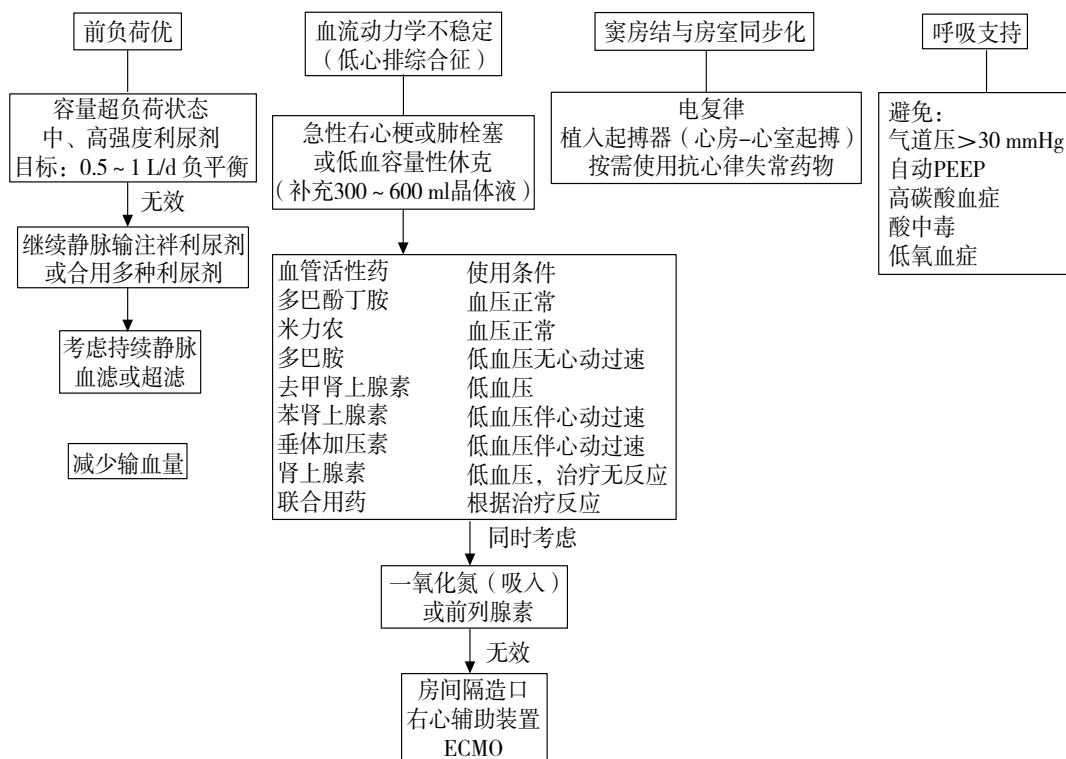 前负荷优
容量超负荷状态
中、高强度利尿剂
目标：0.5～1 L/d 负平衡
无效
继续静脉输注袢利尿剂
或合用多种利尿剂
考虑持续静脉
血滤或超滤
减少输血量
血流动力学不稳定
（低心排综合征）
急性右心梗或肺栓塞
或低血容量性休克
（补充300～600 ml晶体液）
血管活性药 使用条件
多巴酚丁胺 血压正常
米力农 血压正常
多巴胺 低血压无心动过速
去甲肾上腺素 低血压
苯肾上腺素 低血压伴心动过速
垂体加压素 低血压伴心动过速
肾上腺素 低血压，治疗无反应
联合用药 根据治疗反应
同时考虑
一氧化氮（吸入）
或前列腺素
无效
房间隔造口
右心辅助装置
ECMO
窦房结与房室同步化
电复律
植入起搏器（心房-心室起搏）
按需使用抗心律失常药物
呼吸支持
避免：
气道压＞30 mmHg
自动PEEP
高碳酸血症
酸中毒
低氧血症